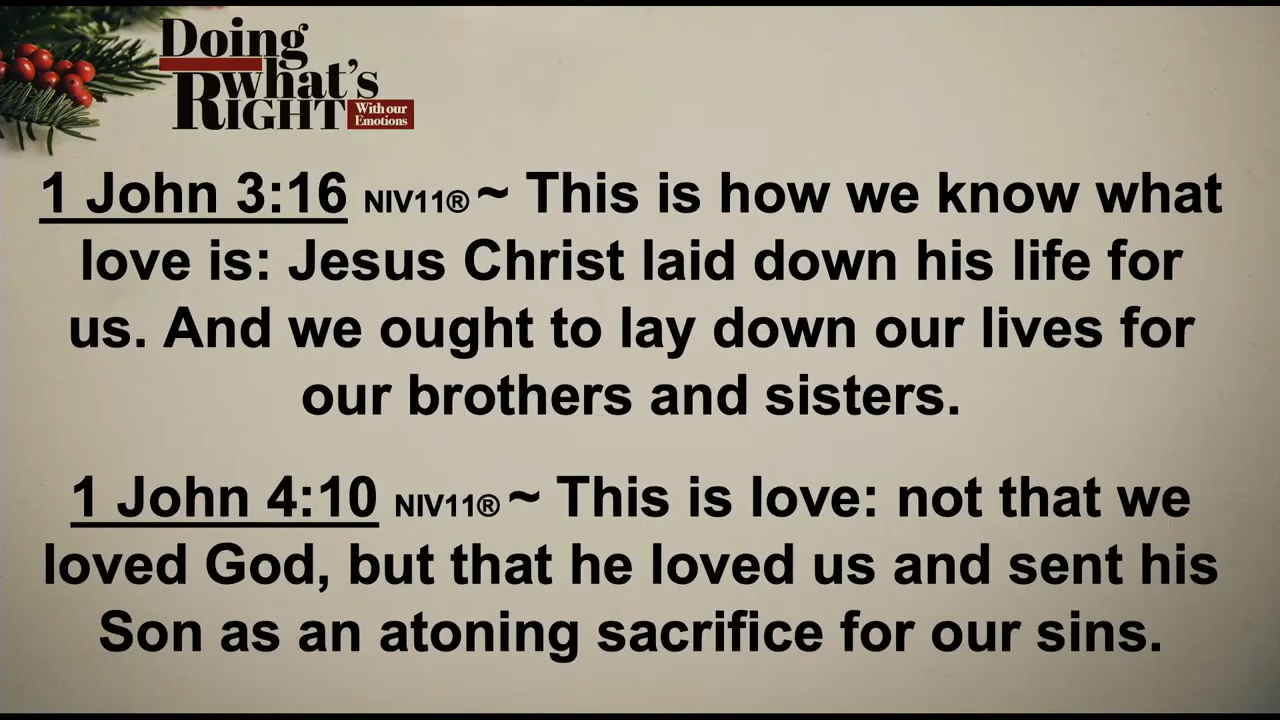 Doing
what's
RIGHT
With our
Emotions
1 John 3:16 NIV11® ~ This is how we know what
love is: Jesus Christ laid down his life for
us. And we ought to lay down our lives for
our brothers and sisters.
1 John 4:10 NIV11® ~ This is love: not that we
loved God, but that he loved us and sent his
Son as an atoning sacrifice for our sins.